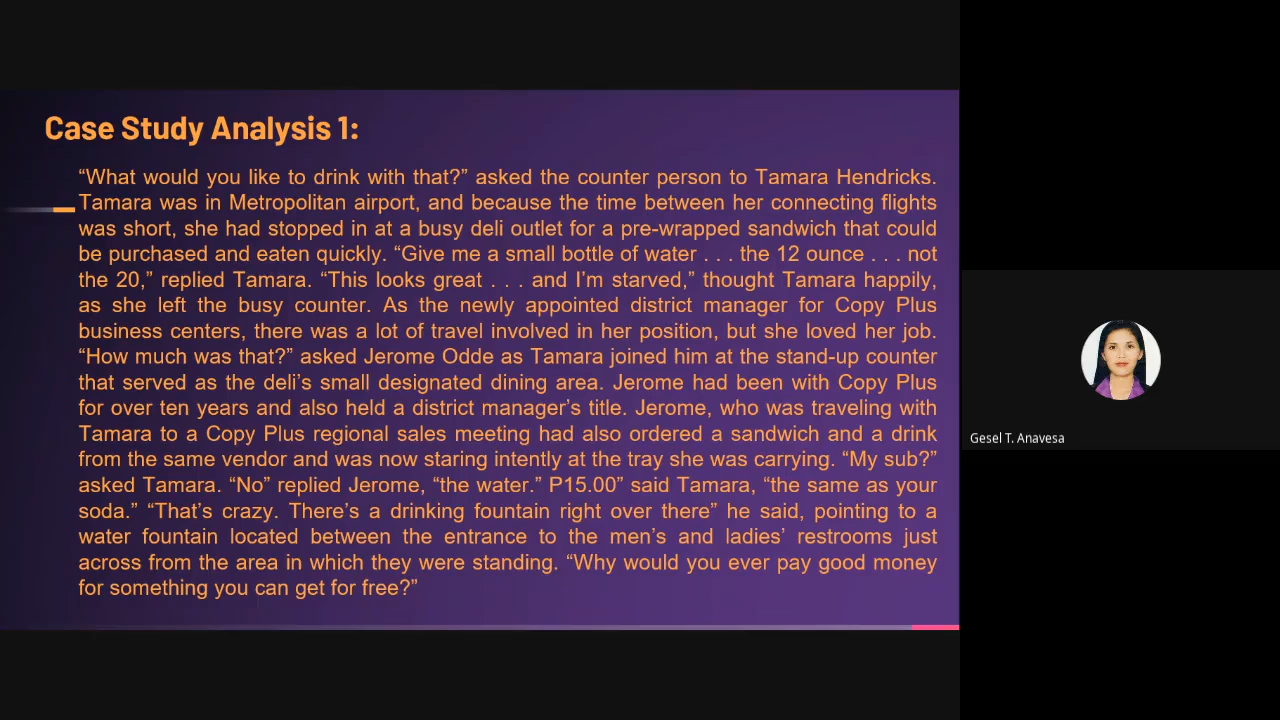 Case Study Analysis 1:
“What would you like to drink with that?” asked the counter person to Tamara Hendricks.
Tamara was in Metropolitan airport, and because the time between her connecting flights
was short, she had stopped in at a busy deli outlet for a pre-wrapped sandwich that could
be purchased and eaten quickly. “Give me a small bottle of water . . . the 12 ounce . . . not
the 20,” replied Tamara. “This looks great . . . and I’m starved,” thought Tamara happily,
as she left the busy counter. As the newly appointed district manager for Copy Plus
business centers, there was a lot of travel involved in her position, but she loved her job.
“How much was that?” asked Jerome Odde as Tamara joined him at the stand-up counter
that served as the deli’s small designated dining area. Jerome had been with Copy Plus
for over ten years and also held a district manager’s title. Jerome, who was traveling with
Tamara to a Copy Plus regional sales meeting had also ordered a sandwich and a drink
from the same vendor and was now staring intently at the tray she was carrying. “My sub?”
asked Tamara. “No” replied Jerome, “the water.” P15.00” said Tamara, “the same as your
soda.” “That’s crazy. There’s a drinking fountain right over there” he said, pointing to a
water fountain located between the entrance to the men’s and ladies’ restrooms just
across from the area in which they were standing. “Why would you ever pay good money
for something you can get for free?”
Gesel T. Anavesa